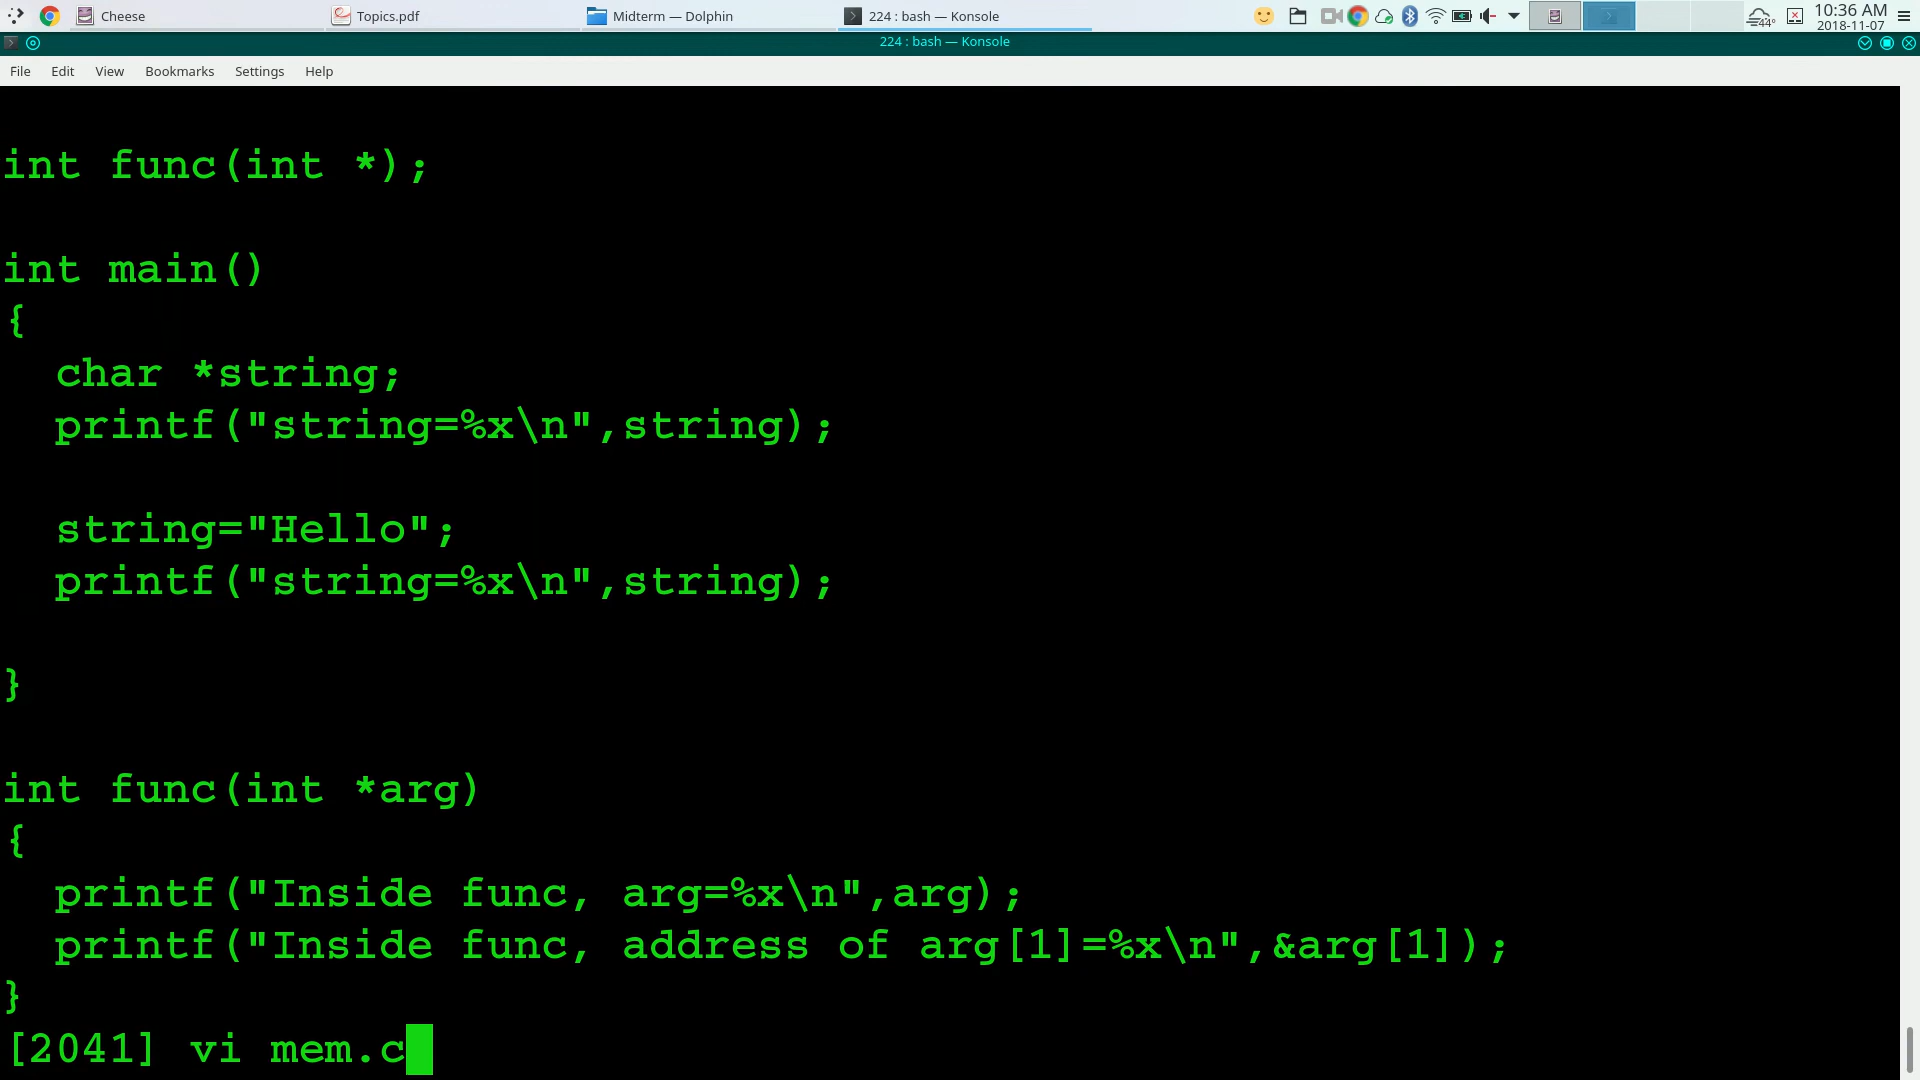 Cheese
Topics.pdf
Midterm — Dolphin
224 : bash — Konsole
44°
10:36 AM
2018-11-07
224 : bash — Konsole
File Edit View Bookmarks Settings Help
int func(int *);
int main()
{
char *string;
printf("string=%x\n",string);
string="Hello";
printf("string=%x\n",string);
}
int func(int *arg)
{
printf("Inside func, arg=%x\n",arg);
printf("Inside func, address of arg[1]=%x\n",&arg[1]);
}
[2041] vi mem.c